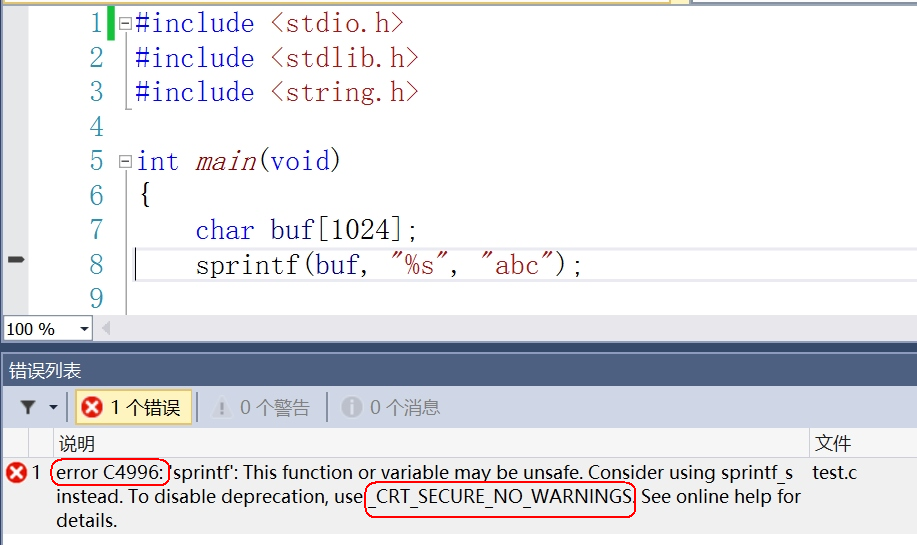 1 #include <stdio.h>
2 #include <stdlib.h>
3 #include <string.h>
4
5 int main(void)
6 {
7 char buf[1024];
8 sprintf(buf, "%s", "abc");
9
100 %
错误列表
1 个错误 0 个警告 0 个消息
说明 文件
1 error C4996: 'sprintf': This function or variable may be unsafe. Consider using sprintf_s test.c
instead. To disable deprecation, use _CRT_SECURE_NO_WARNINGS. See online help for
details.